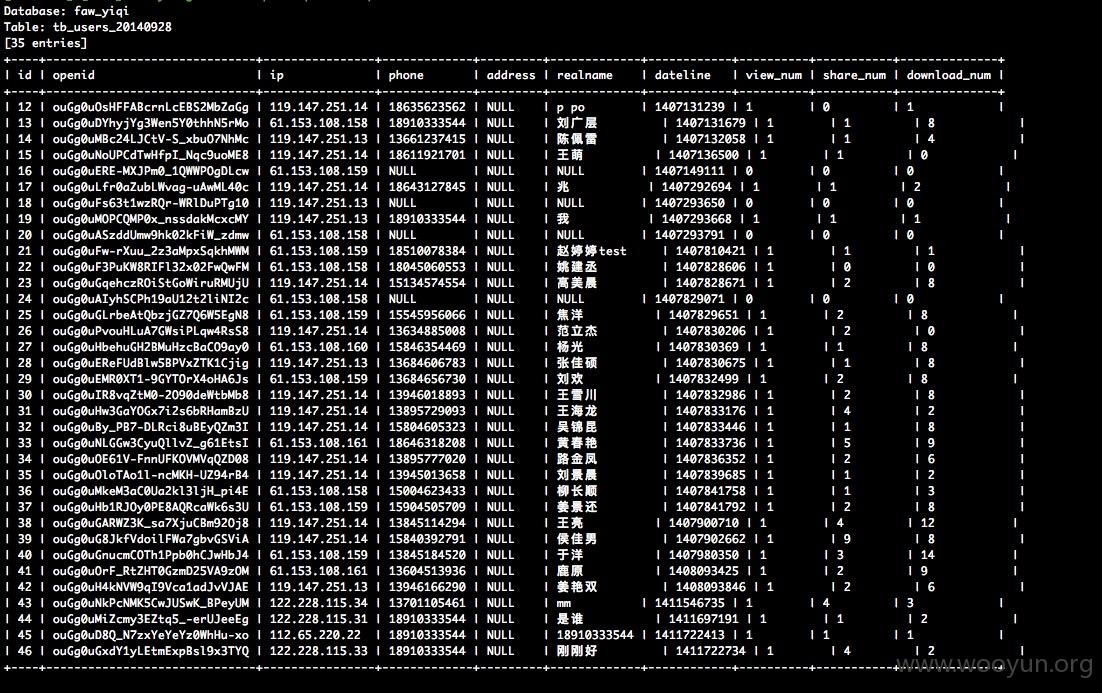 Database: faw_yiqi
Table: tb_users_20140928
[35 entries]
| id | openid | ip | phone | address | realname | dateline | view_num | share_num | download_num |
| 12 | ouGg0uOsHFFABcrnLcEBS2MbZaGg | 119.147.251.14 | 18635623562 | NULL | p po | 1407131239 | 1 | 0 | 1 |
| 13 | ouGg0uDYhyjYg3Wen5Y0thhN5rMo | 61.153.108.158 | 18910333544 | NULL | 刘广层 | 1407131679 | 1 | 1 | 8 |
| 14 | ouGg0uMBc24LJCtV-S_xbuO7NhMc | 119.147.251.13 | 13661237415 | NULL | 陈佩雷 | 1407132058 | 1 | 1 | 4 |
| 15 | ouGg0uNoUPCdTwHfpI_Nqc9uoME8 | 119.147.251.14 | 18611921701 | NULL | 王萌 | 1407136500 | 1 | 1 | 0 |
| 16 | ouGg0uERE-MXJPm0_1QWWPOgDLcw | 61.153.108.159 | NULL | NULL | NULL | 1407149111 | 0 | 0 | 0 |
| 17 | ouGg0uLfr0aZubLWvag-uAwML40c | 119.147.251.14 | 18643127845 | NULL | 兆 | 1407292694 | 1 | 1 | 2 |
| 18 | ouGg0uFs63t1wzRQr-WRlDuPTg10 | 119.147.251.13 | NULL | NULL | NULL | 1407293650 | 0 | 0 | 0 |
| 19 | ouGg0uMOPCQMP0x_nssdakMcxcMY | 119.147.251.13 | 18910333544 | NULL | 我 | 1407293668 | 1 | 1 | 1 |
| 20 | ouGg0uASzddUmw9hk02kFiW_zdmw | 61.153.108.158 | NULL | NULL | NULL | 1407293791 | 0 | 0 | 0 |
| 21 | ouGg0uFw-rXuu_2z3aMpxSqkhMWM | 61.153.108.159 | 18510078384 | NULL | 赵婷婷test | 1407810421 | 1 | 1 | 1 |
| 22 | ouGg0uF3PuKW8RIFl32x02FwQwFM | 61.153.108.158 | 18045060553 | NULL | 姚建丞 | 1407828606 | 1 | 0 | 0 |
| 23 | ouGg0uGqehczROiStGoWiruRMUjU | 119.147.251.14 | 15134574554 | NULL | 高美晨 | 1407828671 | 1 | 2 | 8 |
| 24 | ouGg0uAIyhSCPh19aU12t2liNI2c | 61.153.108.158 | NULL | NULL | NULL | 1407829071 | 0 | 0 | 0 |
| 25 | ouGg0uGLrbeAtQbzjGZ7Q6W5EgN8 | 61.153.108.159 | 15545956066 | NULL | 焦洋 | 1407829651 | 1 | 2 | 8 |
| 26 | ouGg0uPvouHLuA7GWsiPLqw4RsS8 | 119.147.251.14 | 13634885008 | NULL | 范立杰 | 1407830206 | 1 | 2 | 0 |
| 27 | ouGg0uHbehuGH2BMuHzcBaCO9ay0 | 61.153.108.160 | 15846354469 | NULL | 杨光 | 1407830369 | 1 | 1 | 8 |
| 28 | ouGg0uEReFUdBlw5BPVxZTK1Cjig | 119.147.251.13 | 13684606783 | NULL | 张佳硕 | 1407830675 | 1 | 1 | 8 |
| 29 | ouGg0uEMR0XT1-9GYTOrX4oHA6Js | 61.153.108.159 | 13684656730 | NULL | 刘欢 | 1407832499 | 1 | 2 | 8 |
| 30 | ouGg0uIR8vqZtM0-2O90deWtbMb8 | 119.147.251.14 | 13946018893 | NULL | 王雪川 | 1407832986 | 1 | 2 | 8 |
| 31 | ouGg0uHw3GaYOGx7i2s6bRHamBzU | 119.147.251.14 | 13895729093 | NULL | 王海龙 | 1407833176 | 1 | 4 | 2 |
| 32 | ouGg0uBy_PB7-DLRci8uBEyQZm3I | 119.147.251.14 | 15804605323 | NULL | 吴锦昆 | 1407833446 | 1 | 1 | 8 |
| 33 | ouGg0uNLGGw3CyuQllvZ_g61EtsI | 61.153.108.161 | 18646318208 | NULL | 黄春艳 | 1407833736 | 1 | 5 | 9 |
| 34 | ouGg0uOE61V-FnnUFKOVMVqQZD08 | 119.147.251.14 | 13895777020 | NULL | 路金凤 | 1407836352 | 1 | 2 | 6 |
| 35 | ouGg0uOloTAo1l-ncMKH-UZ94rB4 | 119.147.251.14 | 13945013658 | NULL | 刘景晨 | 1407839685 | 1 | 1 | 2 |
| 36 | ouGg0uMkeM3aC0Ua2kl3ljH_pi4E | 61.153.108.158 | 15004623433 | NULL | 柳长顺 | 1407841758 | 1 | 1 | 3 |
| 37 | ouGg0uHb1RJOy0PE8AQRcaWk6s3U | 61.153.108.159 | 15904505709 | NULL | 姜景还 | 1407841792 | 1 | 2 | 8 |
| 38 | ouGg0uGARWZ3K_sa7XjuCBm92Oj8 | 119.147.251.14 | 13845114294 | NULL | 王亮 | 1407900710 | 1 | 4 | 12 |
| 39 | ouGg0uG8JkfVdoilFWa7gbvGSViA | 119.147.251.14 | 15840392791 | NULL | 侯佳男 | 1407902662 | 1 | 9 | 8 |
| 40 | ouGg0uGnucmCOTh1Ppb0hCJwHbJ4 | 61.153.108.159 | 13845184520 | NULL | 于洋 | 1407980350 | 1 | 3 | 14 |
| 41 | ouGg0uOrF_RtZHT0GzmD25VA9zOM | 61.153.108.161 | 13604513936 | NULL | 鹿原 | 1408093425 | 1 | 2 | 9 |
| 42 | ouGg0uH4kNVW9qI9Vca1adJvVJAE | 119.147.251.13 | 13946166290 | NULL | 姜艳双 | 1408093846 | 1 | 2 | 6 |
| 43 | ouGg0uNkPcNMK5CwJUSwK_BPeyUM | 122.228.115.34 | 13701105461 | NULL | mm | 1411546735 | 1 | 4 | 3 |
| 44 | ouGg0uMiZcmy3EZtq5_-erUJeeEg | 122.228.115.31 | 18910333544 | NULL | 是谁 | 1411697191 | 1 | 1 | 2 |
| 45 | ouGg0uD8Q_N7zxYeYeYz0WhHu-xo | 112.65.220.22 | 18910333544 | NULL | 18910333544 | 1411722413 | 1 | 1 | 1 |
| 46 | ouGg0uGxdY1yLEtmExpBsl9x3TYQ | 122.228.115.33 | 18910333544 | NULL | 刚刚好 | 1411722734 | 1 | 4 | 2 |
www.wooyun.org